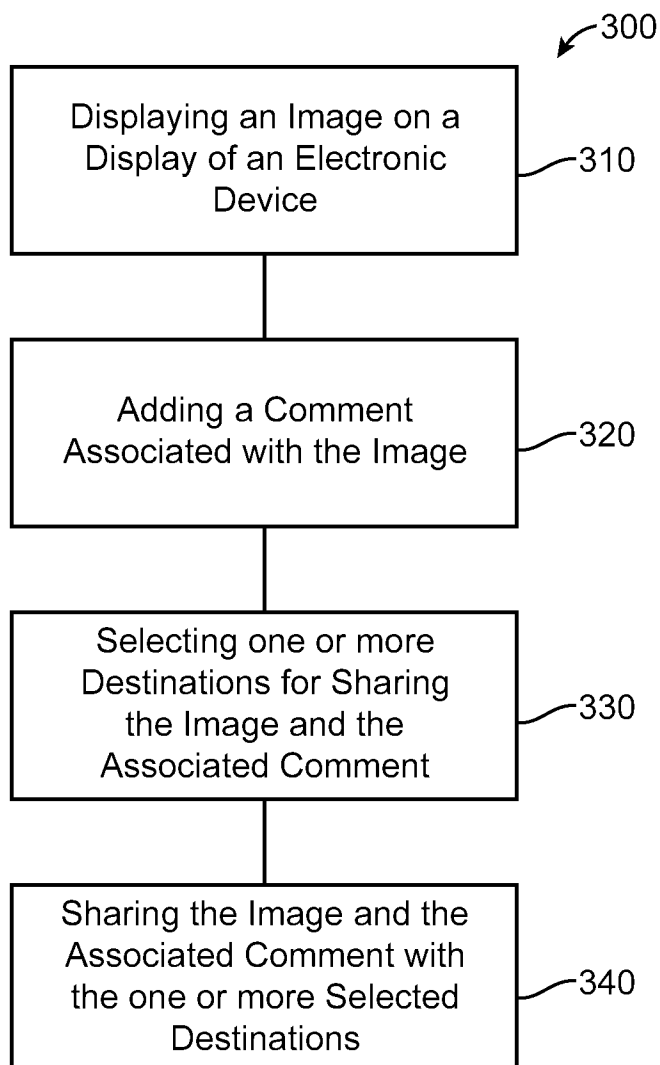 300
Displaying an Image on a
Display of an Electronic
Device
310
Adding a Comment
Associated with the Image
320
Selecting one or more
Destinations for Sharing
the Image and the
Associated Comment
330
Sharing the Image and the
Associated Comment with
the one or more Selected
Destinations
340